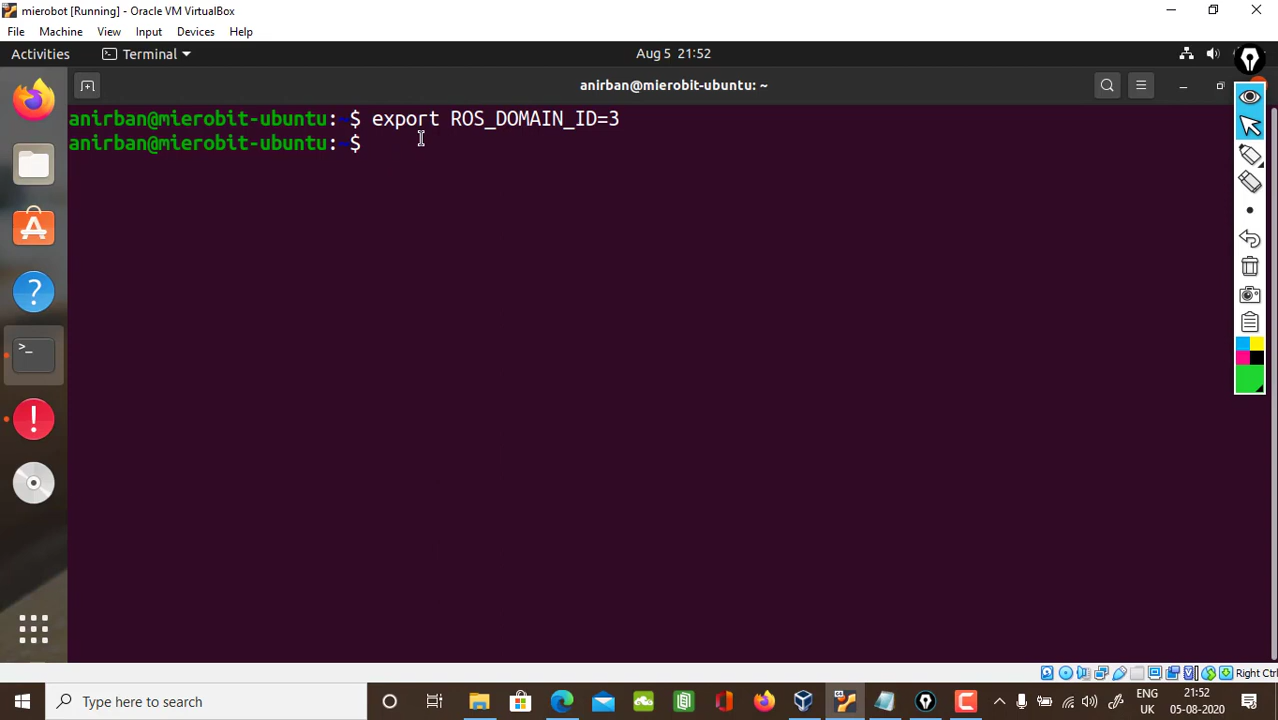 mierobot [Running] - Oracle VM VirtualBox
File Machine View Input Devices Help
Activities Terminal Aug 5 21:52
anirban@mierobit-ubuntu: ~
anirban@mierobit-ubuntu:~$ export ROS_DOMAIN_ID=3
anirban@mierobit-ubuntu:~$
Right Ctrl
Type here to search
ENG
UK
21:52
05-08-2020
2